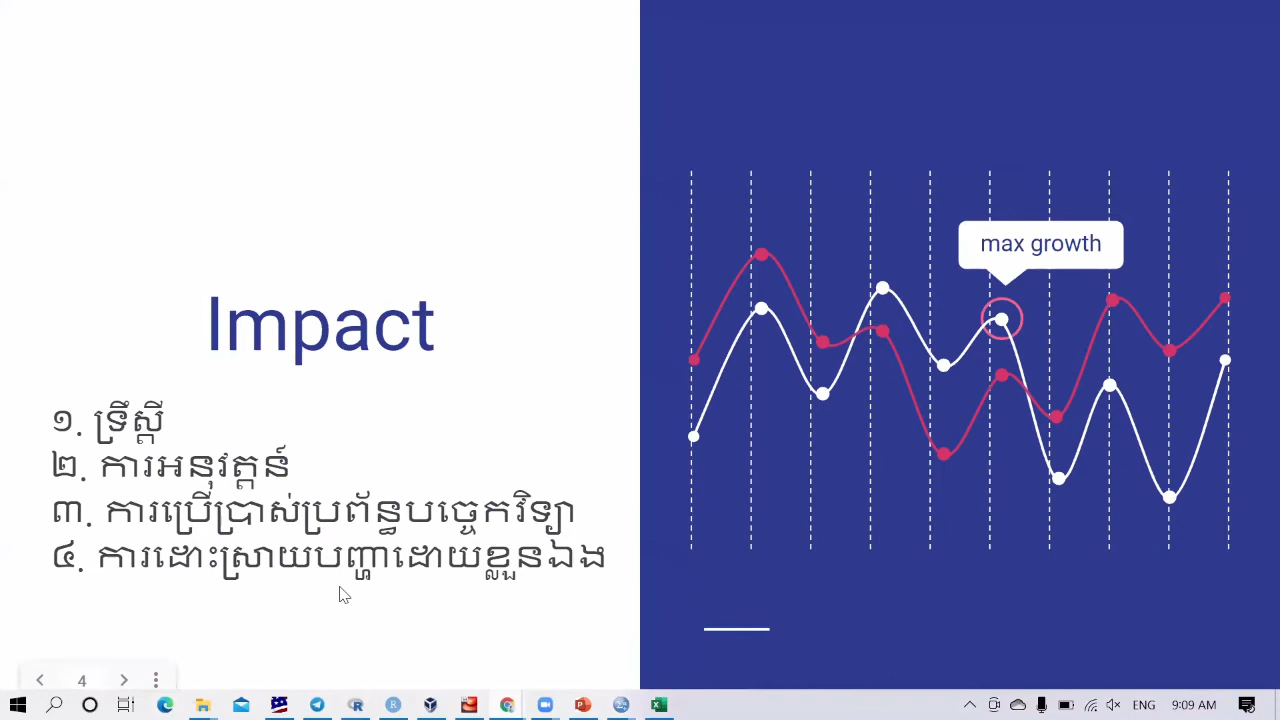 max growth
Impact
១. ទ្រឹស្ដី
២. ការអនុវត្តន៍
៣. ការប្រើប្រាស់ប្រព័ន្ធបច្ចេកវិទ្យា
៤. ការដោះស្រាយបញ្ហាដោយខ្លួនឯង
4
ENG
9:09 AM